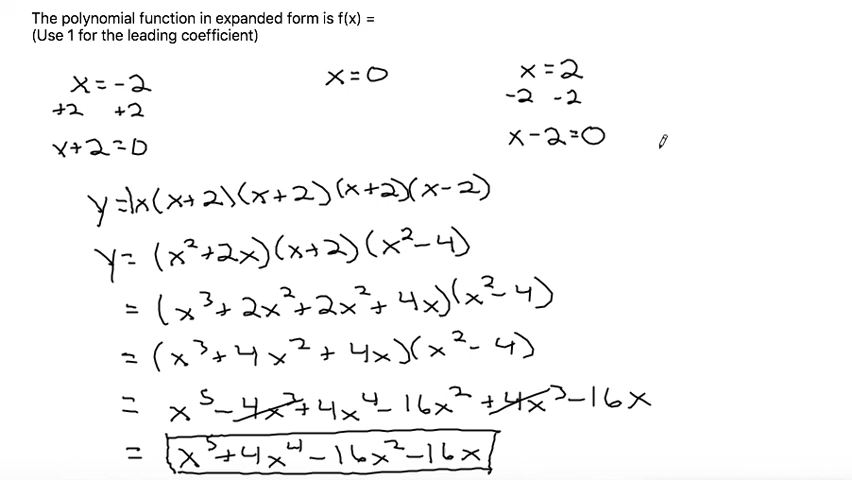 The polynomial function in expanded form is f(x) =
(Use 1 for the leading coefficient)
x=-2 x=0 x=2
+2 +2 -2 -2
x+2=0 x-2=0
y=1x(x+2)(x+2)(x+2)(x-2)
y=(x²+2x)(x+2)(x²-4)
=(x³+2x²+2x²+4x)(x²-4)
=(x³+4x²+4x)(x²-4)
= x⁵-4x³+4x⁴-16x²+4x³-16x
= x⁵+4x⁴-16x²-16x